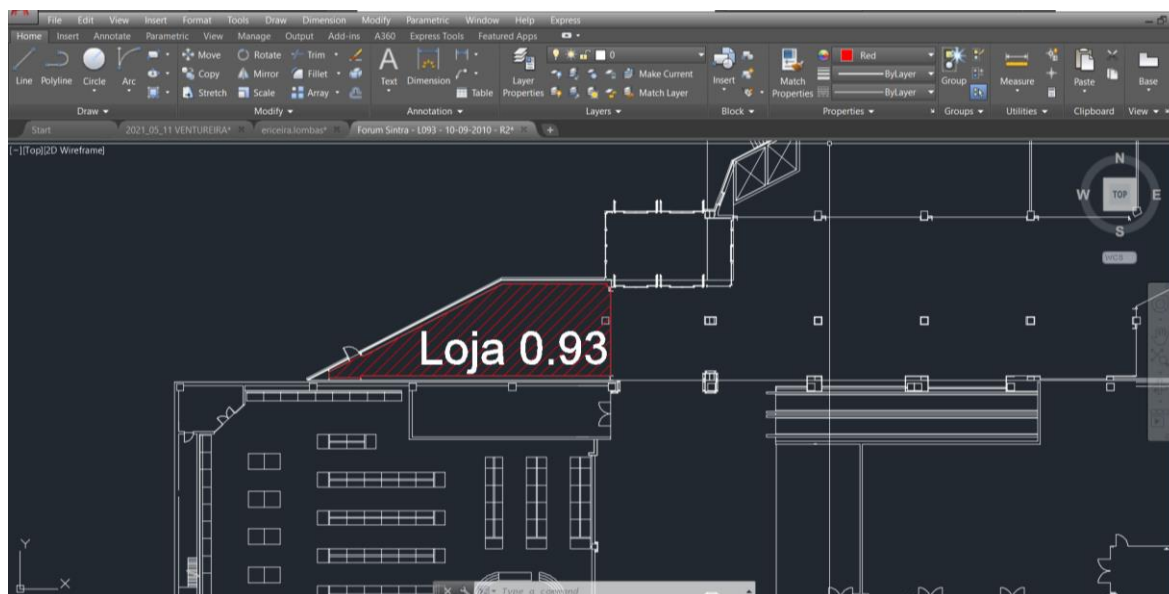 File Edit View Insert Format Tools Draw Dimension Modify Parametric Window Help Express
Home Insert Annotate Parametric View Manage Output Add-ins A360 Express Tools Featured Apps
Line Polyline Circle Arc
Move Rotate Trim
Copy Mirror Fillet
Stretch Scale Array
Text Dimension
Table
Layer Properties
0
Make Current
Match Layer
Insert
Match Properties
Red
ByLayer
ByLayer
Group
Measure
Paste
Base
Draw Modify Annotation Layers Block Properties Groups Utilities Clipboard View
Start 2021_05_11 VENTUREIRA* ericeira.lombas* Forum Sintra - L093 - 10-09-2010 - R2*
[−][Top][2D Wireframe]
N
W TOP E
S
WCS
Loja 0.93
Y
X
Type a command